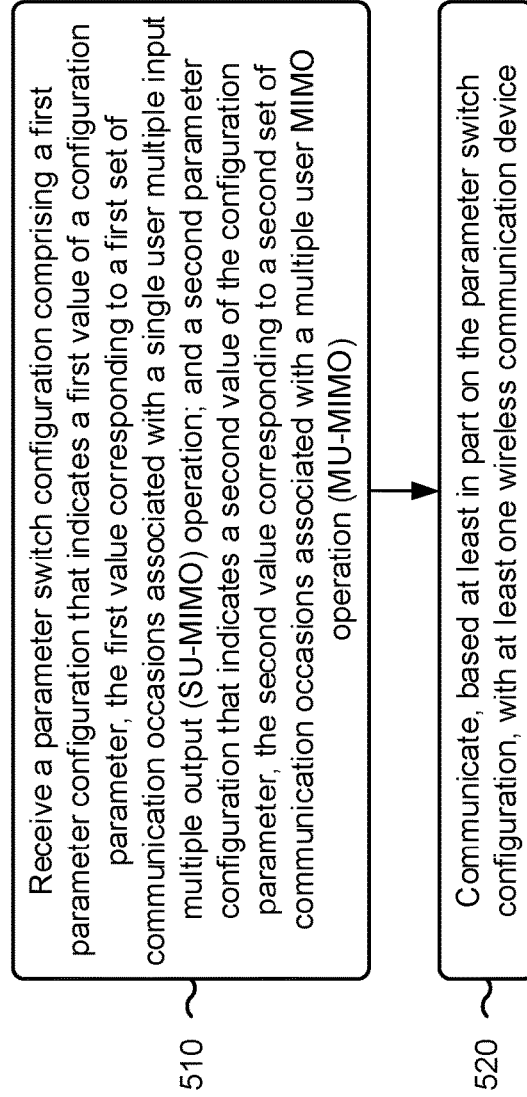 510
Receive a parameter switch configuration comprising a first
parameter configuration that indicates a first value of a configuration
parameter, the first value corresponding to a first set of
communication occasions associated with a single user multiple input
multiple output (SU-MIMO) operation; and a second parameter
configuration that indicates a second value of the configuration
parameter, the second value corresponding to a second set of
communication occasions associated with a multiple user MIMO
operation (MU-MIMO)
520
Communicate, based at least in part on the parameter switch
configuration, with at least one wireless communication device